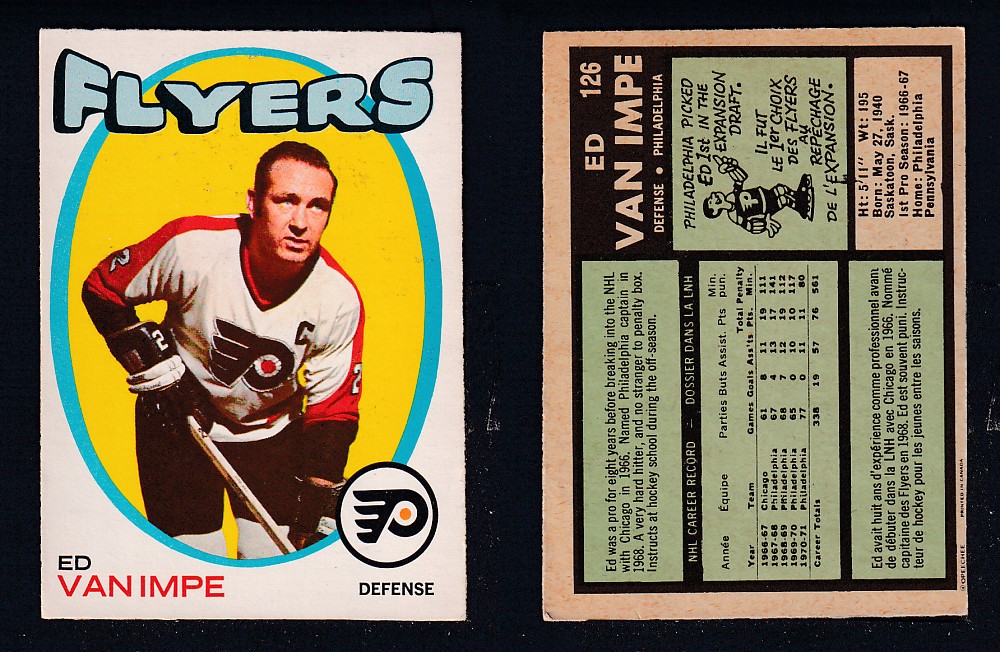 FLYERS
2
C
2
2
ED
VAN IMPE
DEFENSE
ED 126
VAN IMPE
DEFENSE • PHILADELPHIA
PHILADELPHIA PICKED
ED 1st IN THE
EXPANSION
DRAFT.
IL FUT
LE 1er CHOIX
DES FLYERS
AU
REPÊCHAGE
DE L'EXPANSION.
Ht: 5'11" Wt: 195
Born: May 27, 1940
Saskatoon, Sask.
1st Pro Season: 1966-67
Home: Philadelphia
Pennsylvania
Ed was a pro for eight years before breaking into the NHL
with Chicago in 1966. Named Philadelphia captain in
1968. A very hard hitter, and no stranger to penalty box.
Instructs at hockey school during the off-season.
NHL CAREER RECORD — DOSSIER DANS LA LNH
Année Équipe Parties Buts Assist. Pts Min. pun.
Year Team Games Goals Ass'ts Total Pts. Penalty Min.
1966-67 Chicago 61 8 11 19 111
1967-68 Philadelphia 67 4 13 17 141
1968-69 Philadelphia 68 7 12 19 112
1969-70 Philadelphia 65 0 10 10 117
1970-71 Philadelphia 77 0 11 11 80
Career Totals 338 19 57 76 561
Ed avait huit ans d'expérience comme professionnel avant
de débuter dans la LNH avec Chicago en 1966. Nommé
capitaine des Flyers en 1968. Ed est souvent puni. Instruc-
teur de hockey pour les jeunes entre les saisons.
©OPEECHEE PRINTED IN CANADA